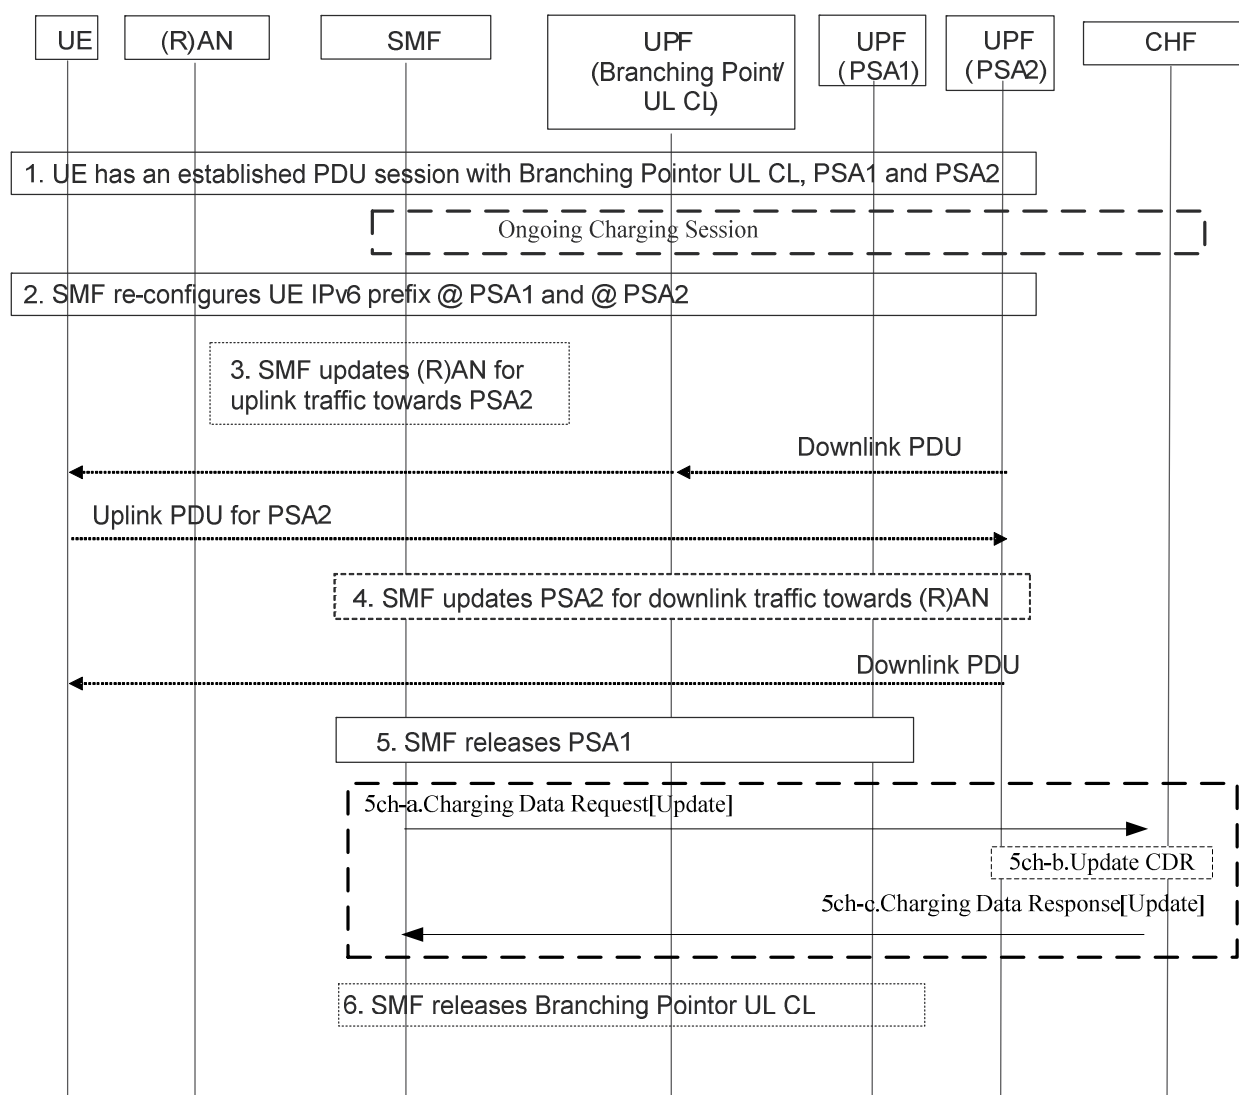 UE
(R)AN
SMF
UPF
(Branching Point/
UL CL)
UPF
(PSA1)
UPF
(PSA2)
CHF
1. UE has an established PDU session with Branching Pointor UL CL, PSA1 and PSA2
Ongoing Charging Session
2. SMF re-configures UE IPv6 prefix @ PSA1 and @ PSA2
3. SMF updates (R)AN for
uplink traffic towards PSA2
Downlink PDU
Uplink PDU for PSA2
4. SMF updates PSA2 for downlink traffic towards (R)AN
Downlink PDU
5. SMF releases PSA1
5ch-a.Charging Data Request[Update]
5ch-b.Update CDR
5ch-c.Charging Data Response[Update]
6. SMF releases Branching Pointor UL CL